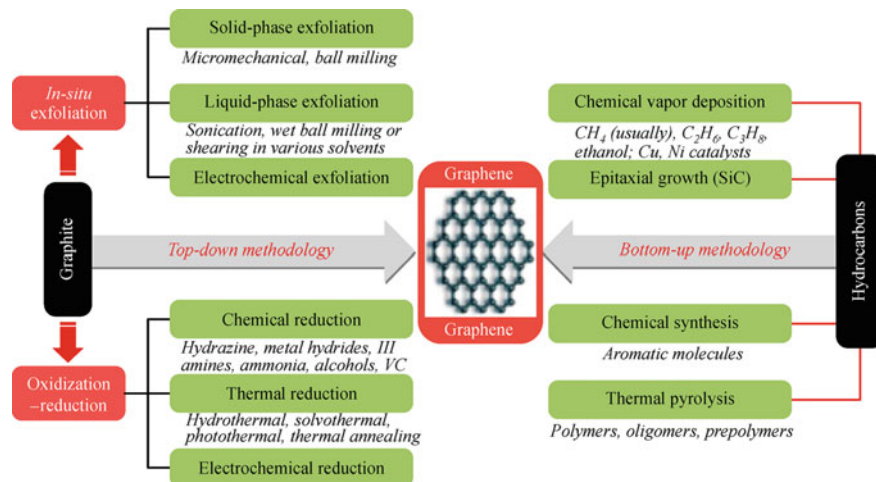 Solid-phase exfoliation
Micromechanical, ball milling
In-situ
exfoliation
Liquid-phase exfoliation
Sonication, wet ball milling or
shearing in various solvents
Electrochemical exfoliation
Graphite
Top-down methodology
Oxidization
–reduction
Chemical reduction
Hydrazine, metal hydrides, III
amines, ammonia, alcohols, VC
Thermal reduction
Hydrothermal, solvothermal,
photothermal, thermal annealing
Electrochemical reduction
Graphene
Graphene
Chemical vapor deposition
CH4 (usually), C2H6, C3H8,
ethanol; Cu, Ni catalysts
Epitaxial growth (SiC)
Bottom-up methodology
Hydrocarbons
Chemical synthesis
Aromatic molecules
Thermal pyrolysis
Polymers, oligomers, prepolymers